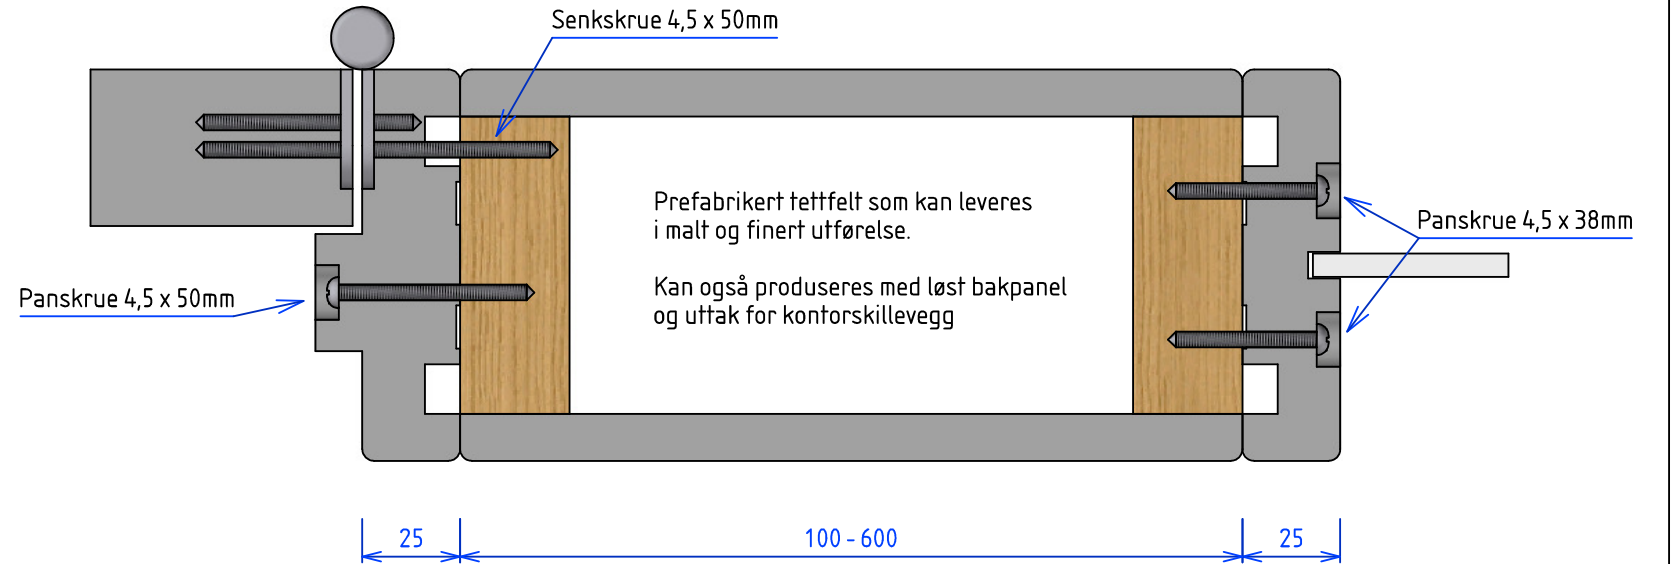 Senkskrue 4,5 x 50mm
Prefabrikert tettfelt som kan leveres
i malt og finert utførelse.
Kan også produseres med løst bakpanel
og uttak for kontorskillevegg
Panskrue 4,5 x 38mm
Panskrue 4,5 x 50mm
25
100 - 600
25